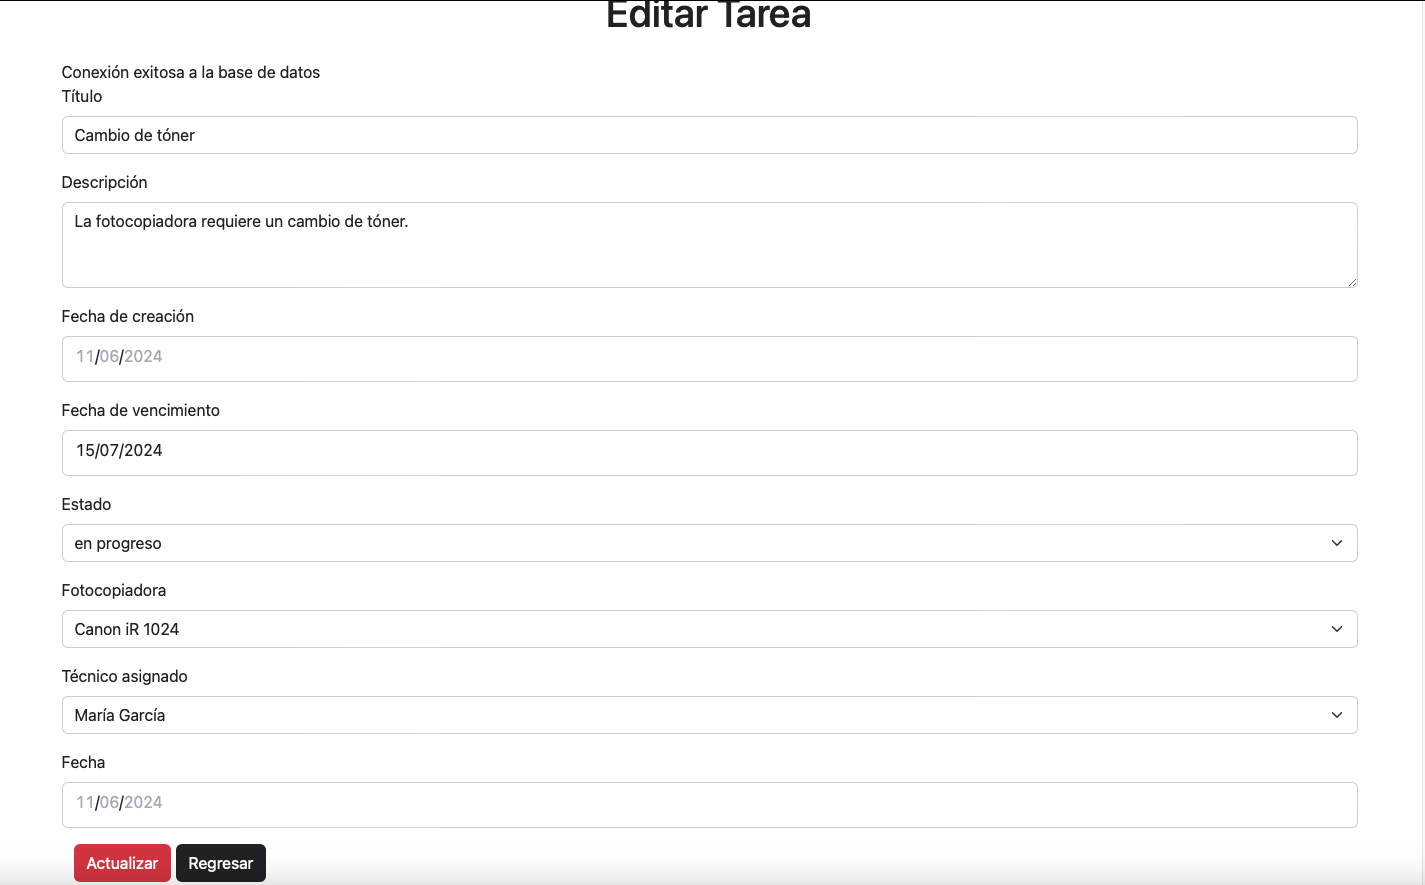 Editar Tarea
Conexión exitosa a la base de datos
Título
Cambio de tóner
Descripción
La fotocopiadora requiere un cambio de tóner.
Fecha de creación
11/06/2024
Fecha de vencimiento
15/07/2024
Estado
en progreso
Fotocopiadora
Canon iR 1024
Técnico asignado
María García
Fecha
11/06/2024
Actualizar Regresar